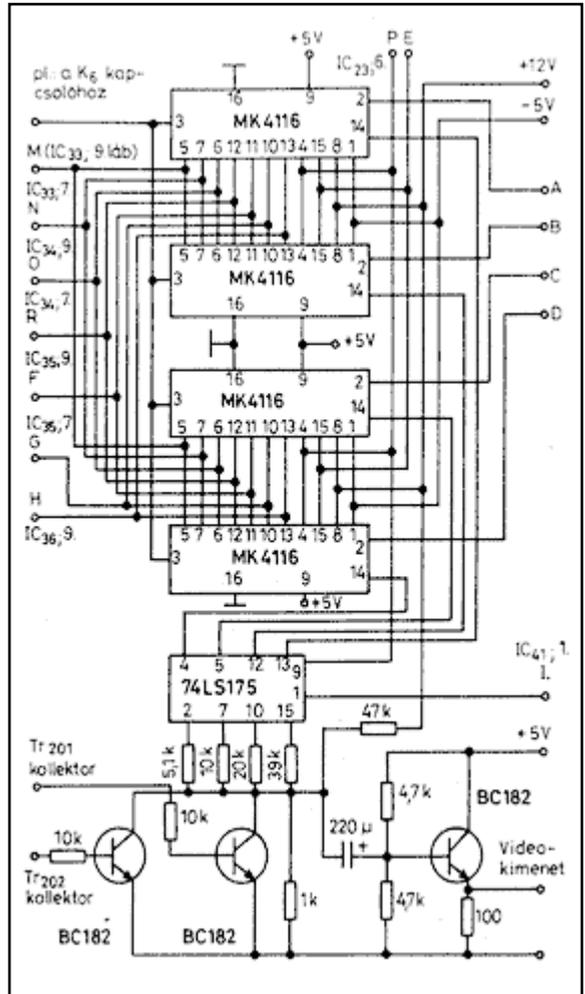 +5V
P E
IC23;6.
+12V
-5V
pl.: a K6 kap-
csolóhoz
16 9
3 MK4116 2
14
5 7 6 12 11 10 13 4 15 8 1
M (IC33; 9 láb)
IC33;7.
N
IC34;9.
O
IC34;7.
R
IC35;9.
F
IC35;7
G
H
IC36;9.
A
B
C
D
5 7 6 12 11 10 13 4 15 8 1
3 MK4116 2
14
16 9
+5V
16 9
3 MK4116 2
14
5 7 6 12 11 10 13 4 15 8 1
5 7 6 12 11 10 13 4 15 8 1
3 MK4116 2
14
16 9
+5V
4 5 12 13
9
74LS175 1
2 7 10 15
IC41; 1.
I.
47k
+5V
5,1k 10k 20k 39k
Tr201
kollektor
10k
10k
Tr202
kollektor
BC182
BC182
1k
220µ
+
4,7k
4,7k
BC182
Video-
kimenet
100